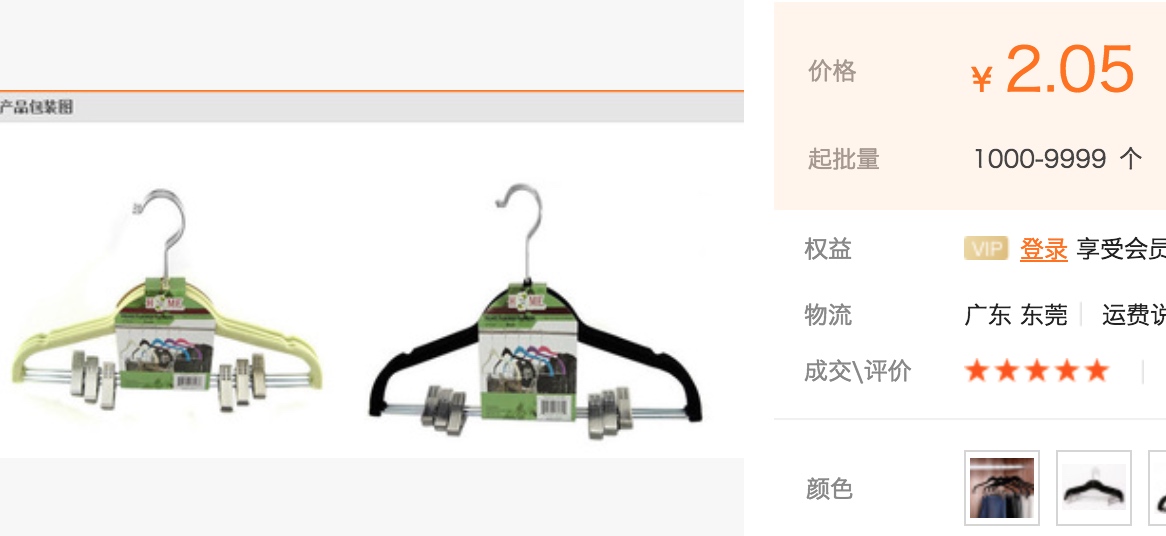 产品包装图
HOME
价格
¥ 2.05
起批量
1000-9999 个
权益
VIP 登录 享受会员
物流
广东 东莞 运费说
成交\评价
颜色